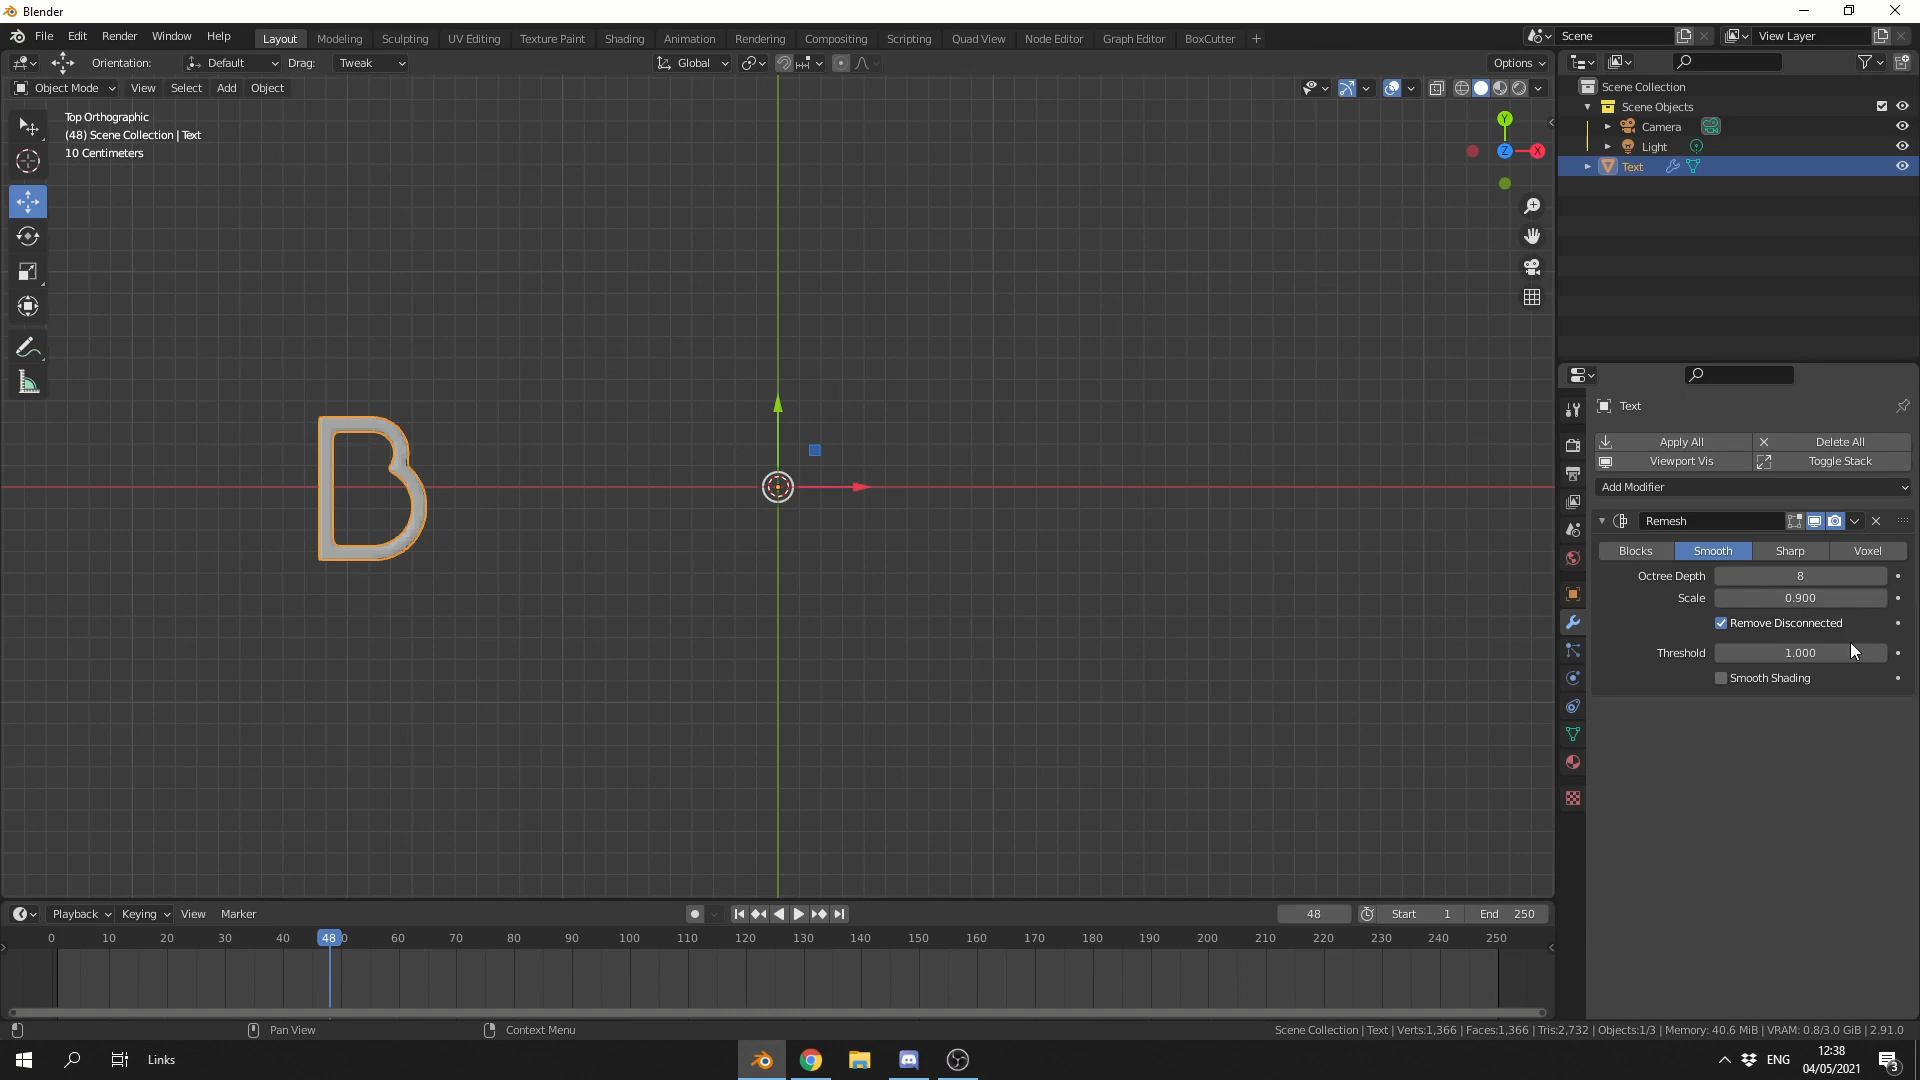 Blender
File Edit Render Window Help Layout Modeling Sculpting UV Editing Texture Paint Shading Animation Rendering Compositing Scripting Quad View Node Editor Graph Editor BoxCutter + Scene View Layer
Orientation: Default Drag: Tweak Global Options
Object Mode View Select Add Object
Scene Collection
Scene Objects
Camera
Light
Text
Top Orthographic
(48) Scene Collection | Text
10 Centimeters
Y
Z X
B
Text
Apply All Delete All
Viewport Vis Toggle Stack
Add Modifier
Remesh
Blocks Smooth Sharp Voxel
Octree Depth 8
Scale 0.900
Remove Disconnected
Threshold 1.000
Smooth Shading
Playback Keying View Marker 48 Start 1 End 250
0 10 20 30 40 48 0 60 70 80 90 100 110 120 130 140 150 160 170 180 190 200 210 220 230 240 250
Pan View Context Menu Scene Collection | Text | Verts:1,366 | Faces:1,366 | Tris:2,732 | Objects:1/3 | Memory: 40.6 MiB | VRAM: 0.8/3.0 GiB | 2.91.0
Links ENG 12:38
04/05/2021
3